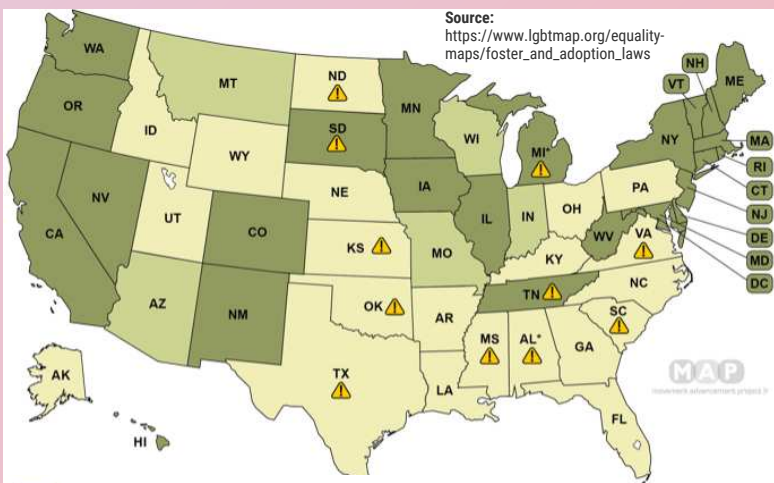 Source:
https://www.lgbtmap.org/equality-
maps/foster_and_adoption_laws
WA
MT
ND
MN
OR
ID
WY
SD
WI
MI*
NY
VT
NH
ME
MA
RI
CT
NJ
DE
MD
DC
NV
UT
CO
NE
IA
IL
IN
OH
PA
CA
KS
MO
KY
WV
VA
AZ
NM
OK
AR
TN
NC
SC
TX
LA
MS
AL*
GA
FL
AK
HI
MAP